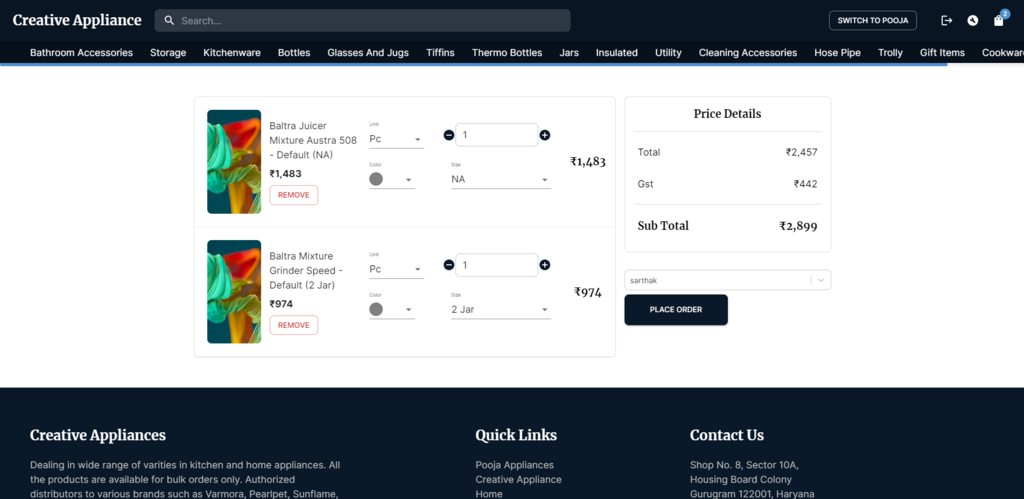 Creative Appliance
Search...
SWITCH TO POOJA
2
Bathroom Accessories Storage Kitchenware Bottles Glasses And Jugs Tiffins Thermo Bottles Jars Insulated Utility Cleaning Accessories Hose Pipe Trolly Gift Items Cookware
Baltra Juicer
Mixture Austra 508
- Default (NA)
₹1,483
REMOVE
Unit
Pc
1
Color
Size
NA
₹1,483
Baltra Mixture
Grinder Speed -
Default (2 Jar)
₹974
REMOVE
Unit
Pc
1
Color
Size
2 Jar
₹974
Price Details
Total ₹2,457
Gst ₹442
Sub Total ₹2,899
sarthak
PLACE ORDER
Creative Appliances
Dealing in wide range of varities in kitchen and home appliances. All
the products are available for bulk orders only. Authorized
distributors to various brands such as Varmora, Pearlpet, Sunflame,
Quick Links
Pooja Appliances
Creative Appliance
Home
Contact Us
Shop No. 8, Sector 10A,
Housing Board Colony
Gurugram 122001, Haryana